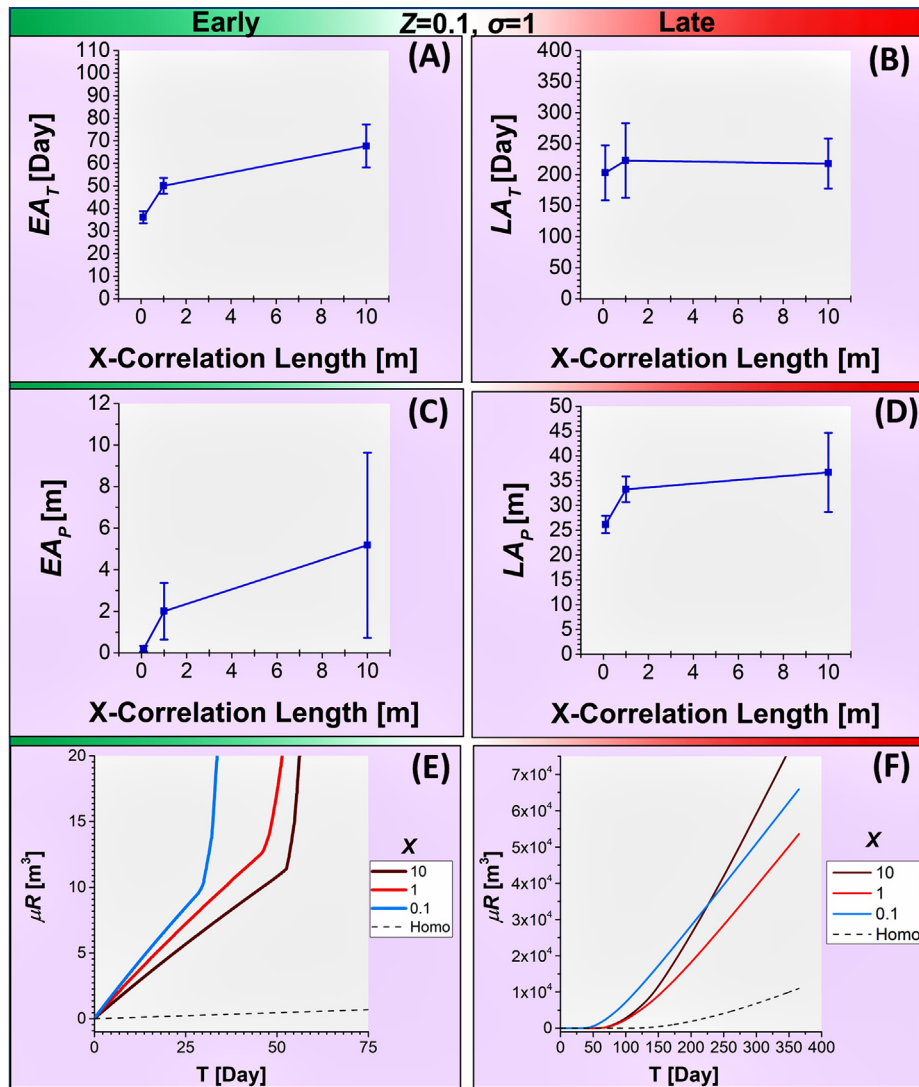 Early Z=0.1, σ=1 Late
(A)
EA_T [Day]
110
100
90
80
70
60
50
40
30
20
10
0
0 2 4 6 8 10
X-Correlation Length [m]
(B)
LA_T [Day]
400
350
300
250
200
150
100
50
0
0 2 4 6 8 10
X-Correlation Length [m]
(C)
EA_P [m]
12
10
8
6
4
2
0
0 2 4 6 8 10
X-Correlation Length [m]
(D)
LA_P [m]
50
45
40
35
30
25
20
15
10
5
0
0 2 4 6 8 10
X-Correlation Length [m]
(E)
μR [m³]
20
15
10
5
0
0 25 50 75
T [Day]
X
10
1
0.1
Homo
(F)
μR [m³]
7x10⁴
6x10⁴
5x10⁴
4x10⁴
3x10⁴
2x10⁴
1x10⁴
0
0 50 100 150 200 250 300 350 400
T [Day]
X
10
1
0.1
Homo